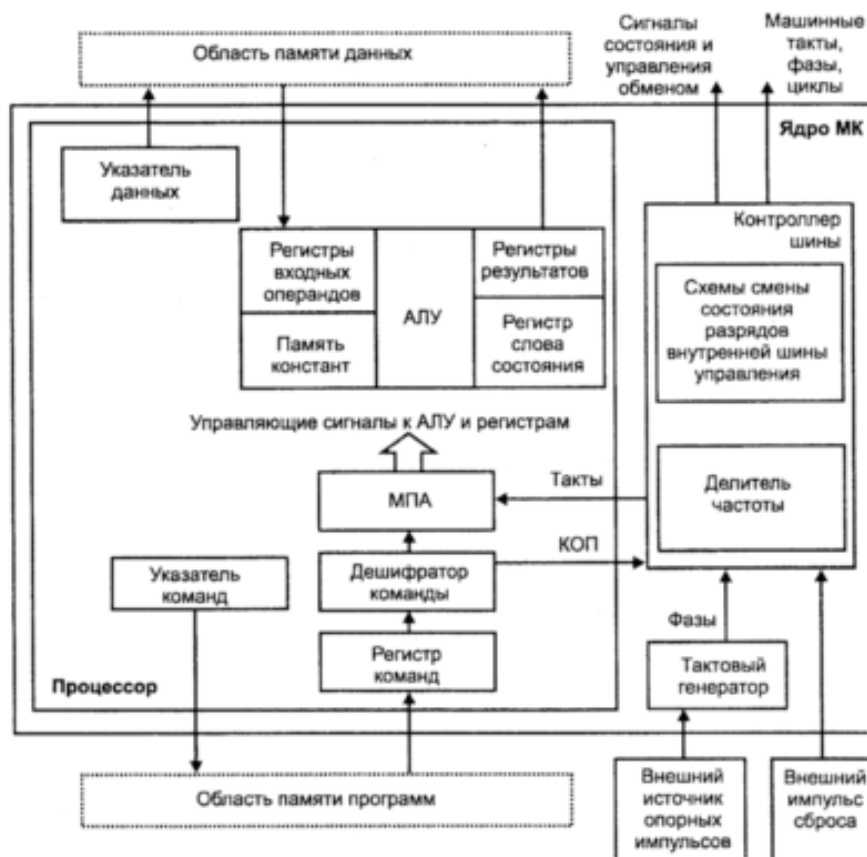 Сигналы
состояния и
управления
обменом
Машинные
такты,
фазы,
циклы
Область памяти данных
Ядро МК
Указатель
данных
Контроллер
шины
Регистры
входных
операндов
АЛУ
Регистры
результатов
Память
констант
Регистр
слова
состояния
Схемы смены
состояния
разрядов
внутренней шины
управления
Управляющие сигналы к АЛУ и регистрам
МПА
Такты
Делитель
частоты
КОП
Указатель
команд
Дешифратор
команды
Фазы
Регистр
команд
Тактовый
генератор
Процессор
Область памяти программ
Внешний
источник
опорных
импульсов
Внешний
импульс
сброса